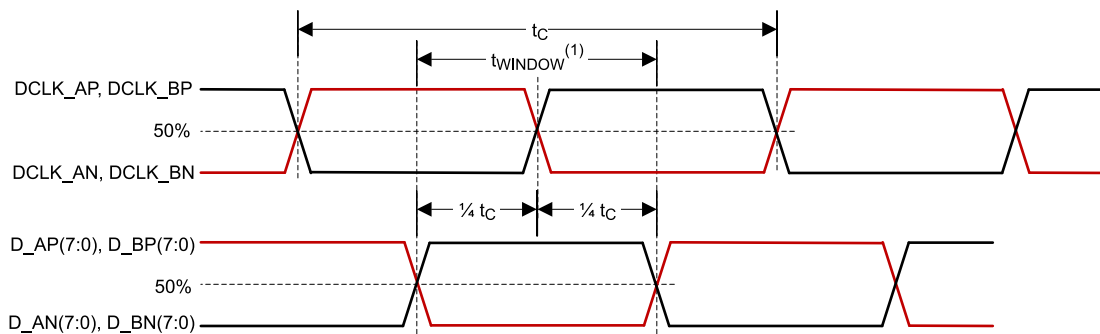 tC
tWINDOW(1)
DCLK_AP, DCLK_BP
50%
DCLK_AN, DCLK_BN
¼ tC
¼ tC
D_AP(7:0), D_BP(7:0)
50%
D_AN(7:0), D_BN(7:0)